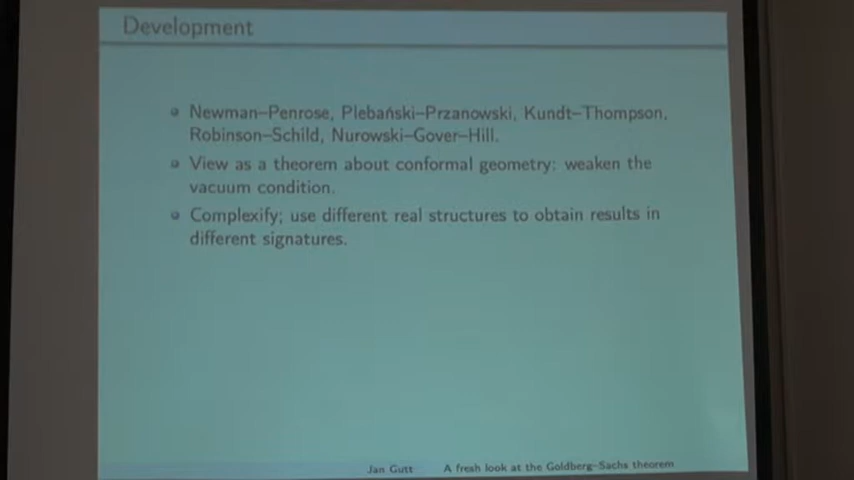 Development
Newman–Penrose, Plebański–Przanowski, Kundt–Thompson,
Robinson–Schild, Nurowski–Gover–Hill.
View as a theorem about conformal geometry: weaken the
vacuum condition.
Complexify; use different real structures to obtain results in
different signatures.
Jan Gutt A fresh look at the Goldberg–Sachs theorem